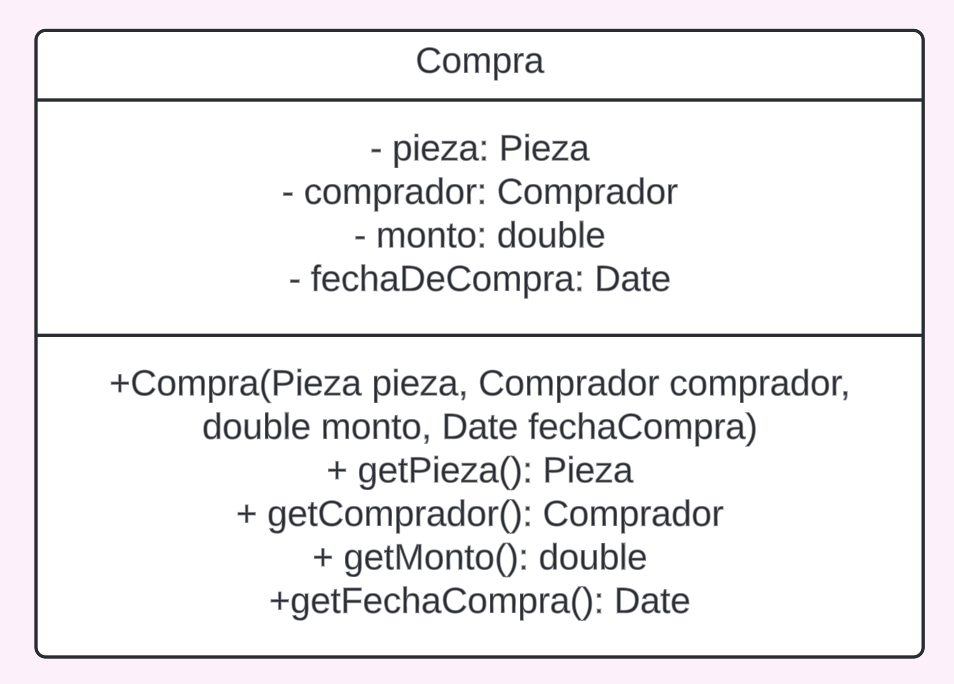 Compra
- pieza: Pieza
- comprador: Comprador
- monto: double
- fechaDeCompra: Date
+Compra(Pieza pieza, Comprador comprador,
double monto, Date fechaCompra)
+ getPieza(): Pieza
+ getComprador(): Comprador
+ getMonto(): double
+getFechaCompra(): Date